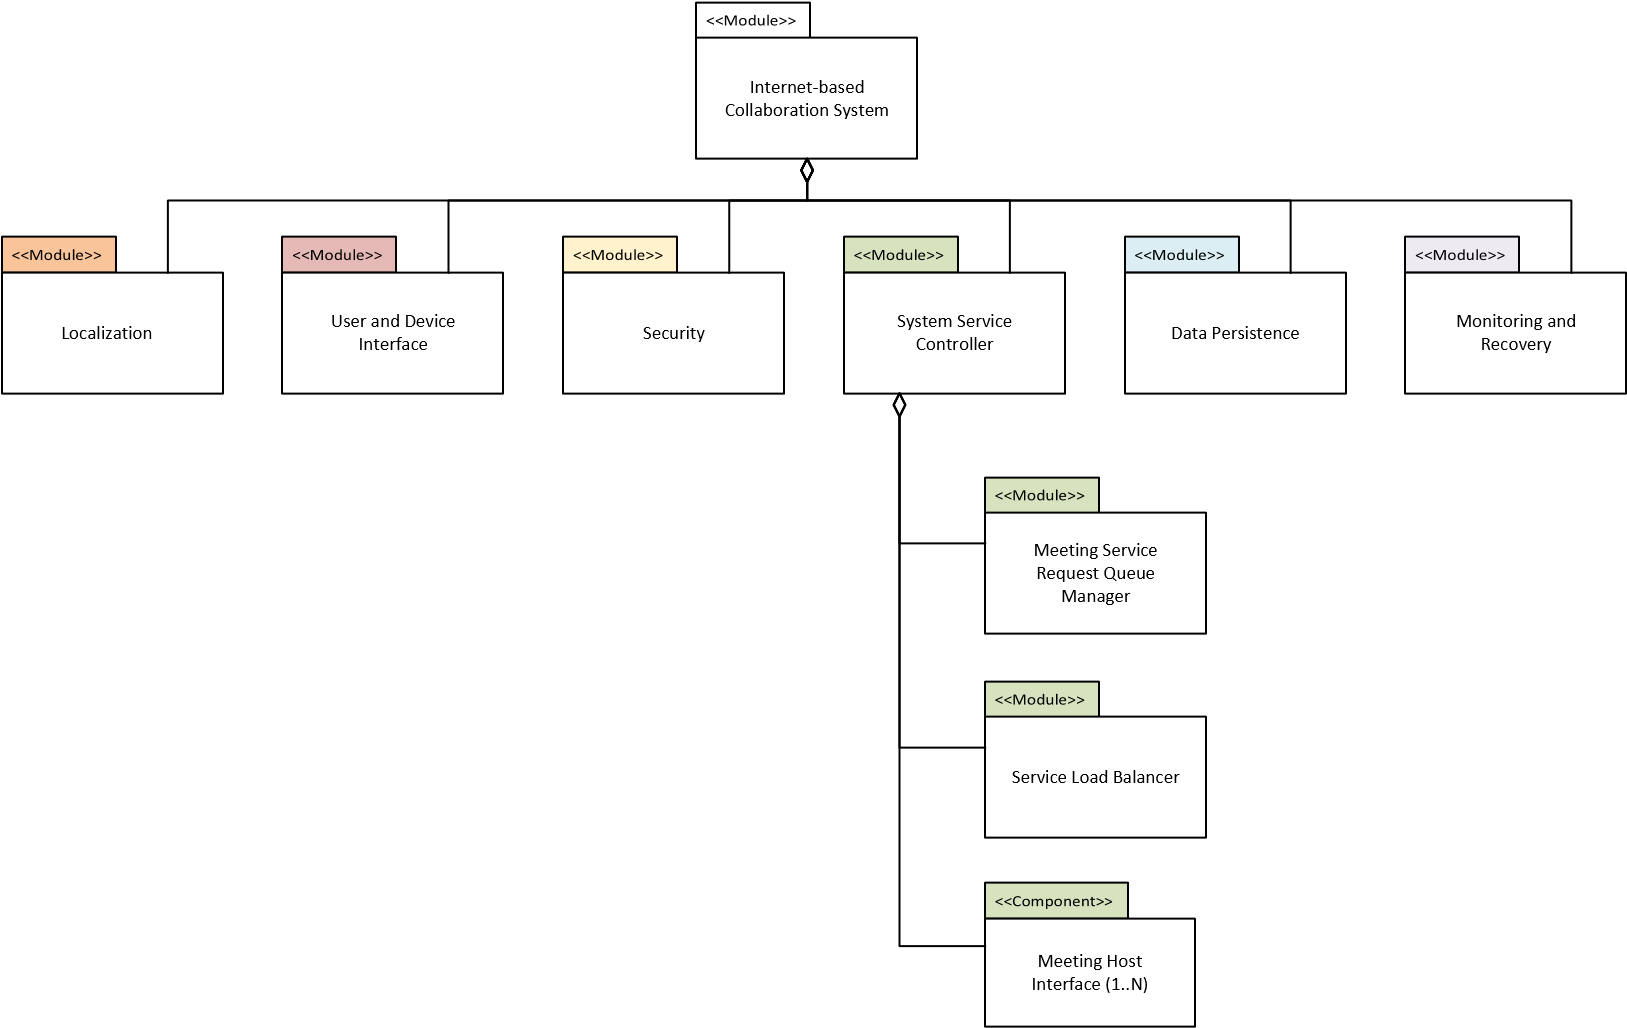 <<Module>>
Internet-based
Collaboration System
<<Module>>
Localization
<<Module>>
User and Device
Interface
<<Module>>
Security
<<Module>>
System Service
Controller
<<Module>>
Data Persistence
<<Module>>
Monitoring and
Recovery
<<Module>>
Meeting Service
Request Queue
Manager
<<Module>>
Service Load Balancer
<<Component>>
Meeting Host
Interface (1..N)